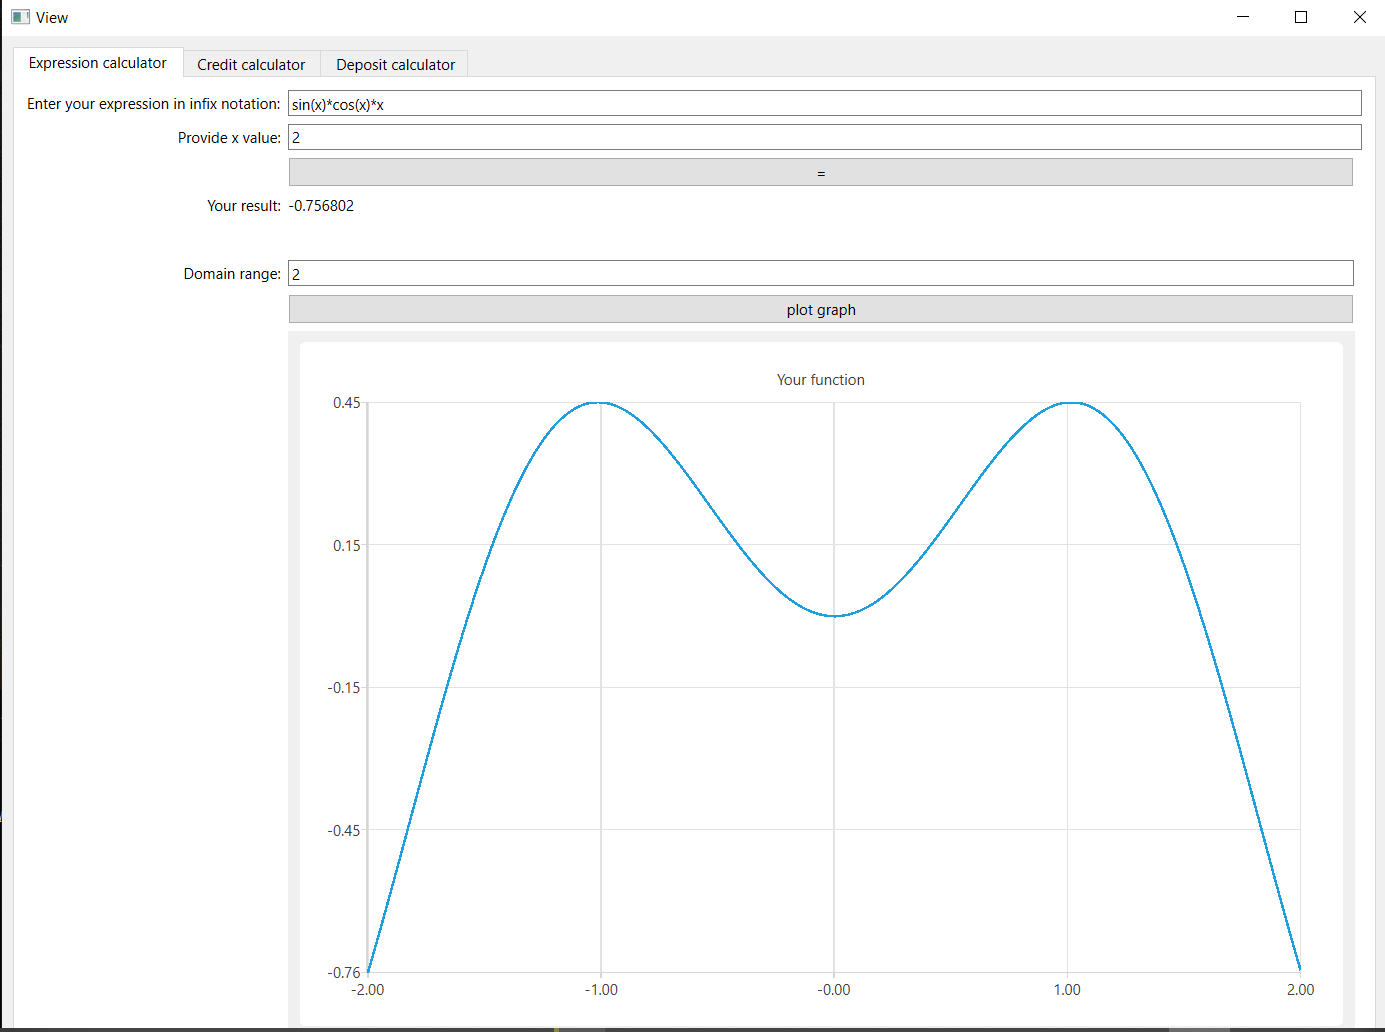 View
Expression calculator Credit calculator Deposit calculator
Enter your expression in infix notation: sin(x)*cos(x)*x
Provide x value: 2
=
Your result: -0.756802
Domain range: 2
plot graph
Your function
0.45
0.15
-0.15
-0.45
-0.76
-2.00 -1.00 -0.00 1.00 2.00